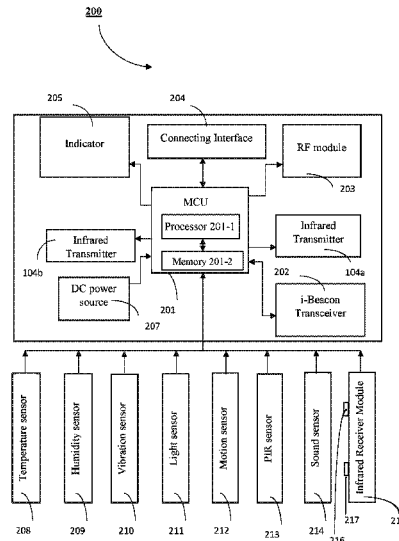 200
205
204
Indicator
Connecting Interface
RF module
203
MCU
Processor 201-1
Memory 201-2
Infrared
Transmitter
104b
Infrared
Transmitter
104a
DC power
source
207
201
202
i-Beacon
Transceiver
Temperature sensor
Humidity sensor
Vibration sensor
Light sensor
Motion sensor
PIR sensor
Sound sensor
Infrared Receiver Module
208
209
210
211
212
213
214
217
216